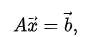 A\vec{x} = \vec{b},